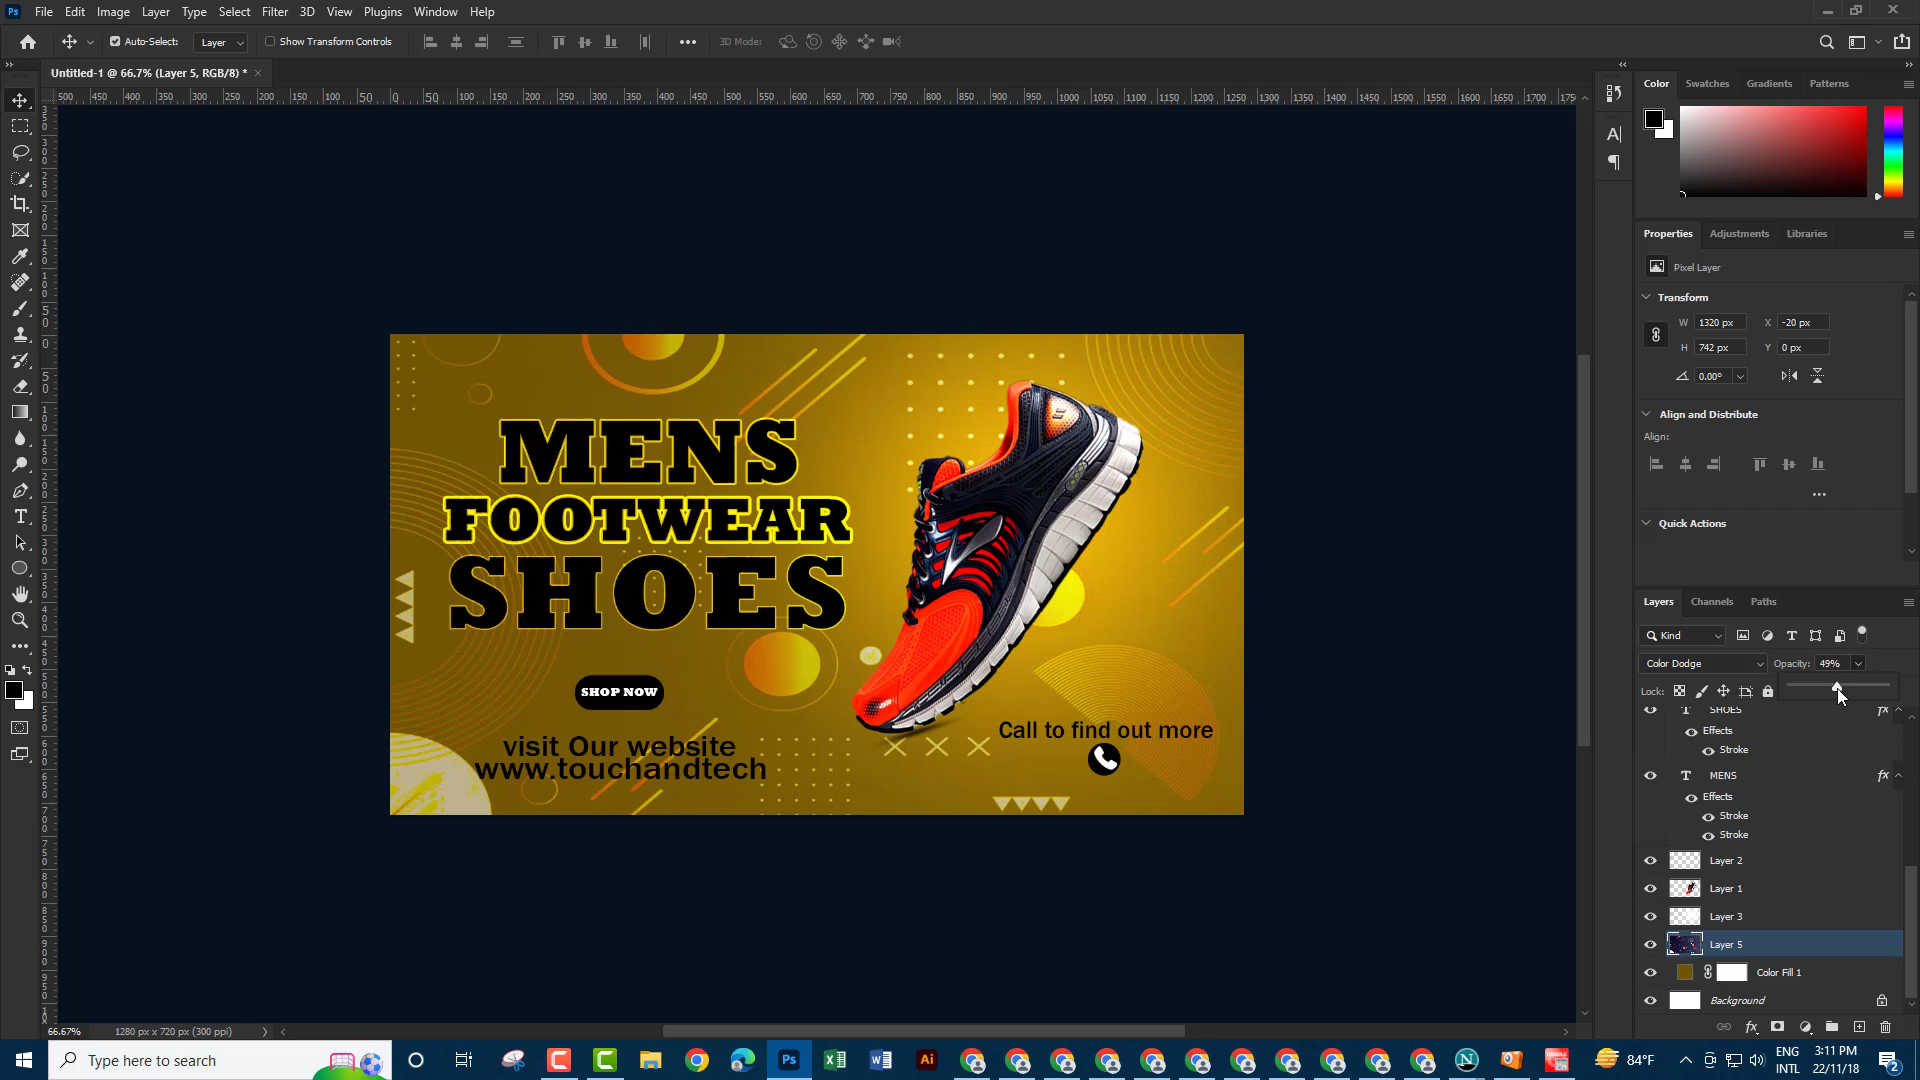 Ps File Edit Image Layer Type Select Filter 3D View Plugins Window Help
Auto-Select: Layer Show Transform Controls 3D Mode:
Untitled-1 @ 66.7% (Layer 5, RGB/8) *
Color Swatches Gradients Patterns
Properties Adjustments Libraries
Pixel Layer
Transform
W 1320 px X -20 px
H 742 px Y 0 px
0.00°
Align and Distribute
Align:
Quick Actions
MENS
FOOTWEAR
SHOES
SHOP NOW
visit Our website
www.touchandtech
Call to find out more
Layers Channels Paths
Kind
Color Dodge Opacity: 49%
Lock:
SHOES fx
Effects
Stroke
MENS fx
Effects
Stroke
Stroke
Layer 2
Layer 1
Layer 3
Layer 5
Color Fill 1
Background
66.67% 1280 px x 720 px (300 ppi)
Type here to search
84°F
ENG
INTL
3:11 PM
22/11/18
2